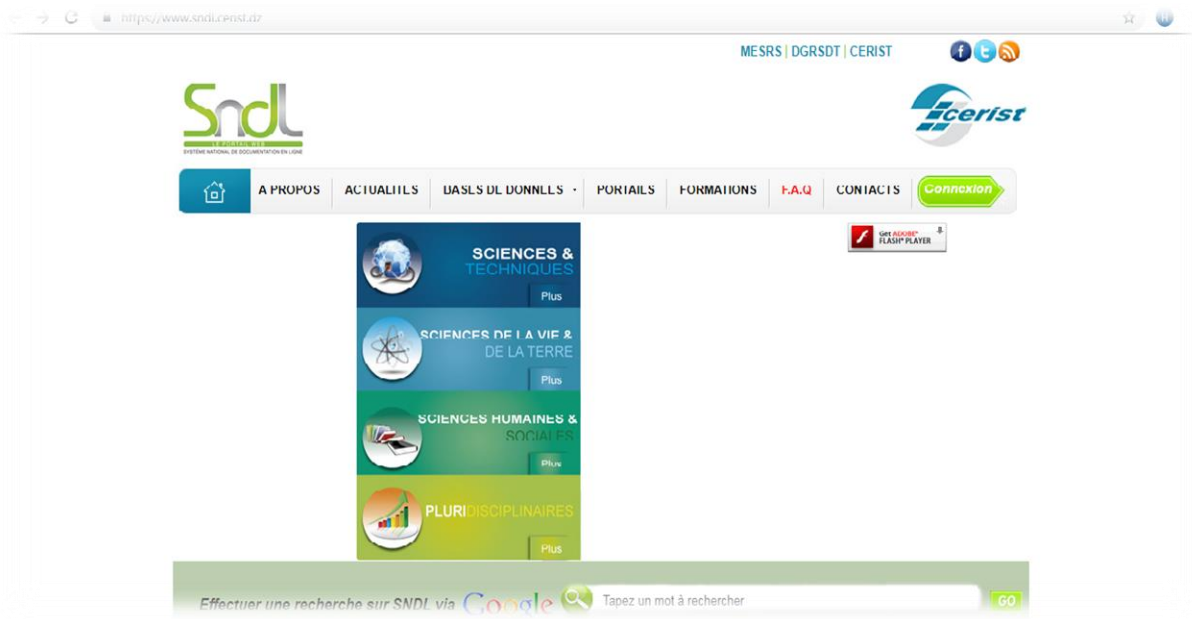 https://www.sndl.cerist.dz
MESRS | DGRSDT | CERIST
Sndl
LE PORTAIL WEB
SYSTÈME NATIONAL DE DOCUMENTATION EN LIGNE
cerist
A PROPOS ACTUALITES BASES DE DONNEES PORTAILS FORMATIONS F.A.Q CONTACTS Connexion
Get ADOBE® FLASH® PLAYER
SCIENCES &
TECHNIQUES
Plus
SCIENCES DE LA VIE &
DE LA TERRE
Plus
SCIENCES HUMAINES &
SOCIALES
Plus
PLURIDISCIPLINAIRES
Plus
Effectuer une recherche sur SNDL via Google Tapez un mot à rechercher GO